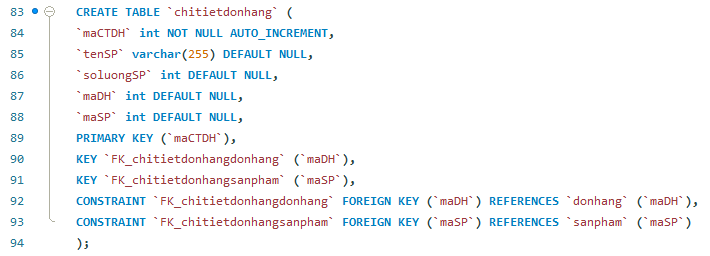 83 CREATE TABLE `chitietdonhang` (
84 `maCTDH` int NOT NULL AUTO_INCREMENT,
85 `tenSP` varchar(255) DEFAULT NULL,
86 `soluongSP` int DEFAULT NULL,
87 `maDH` int DEFAULT NULL,
88 `maSP` int DEFAULT NULL,
89 PRIMARY KEY (`maCTDH`),
90 KEY `FK_chitietdonhangdonhang` (`maDH`),
91 KEY `FK_chitietdonhangsanpham` (`maSP`),
92 CONSTRAINT `FK_chitietdonhangdonhang` FOREIGN KEY (`maDH`) REFERENCES `donhang` (`maDH`),
93 CONSTRAINT `FK_chitietdonhangsanpham` FOREIGN KEY (`maSP`) REFERENCES `sanpham` (`maSP`)
94 );